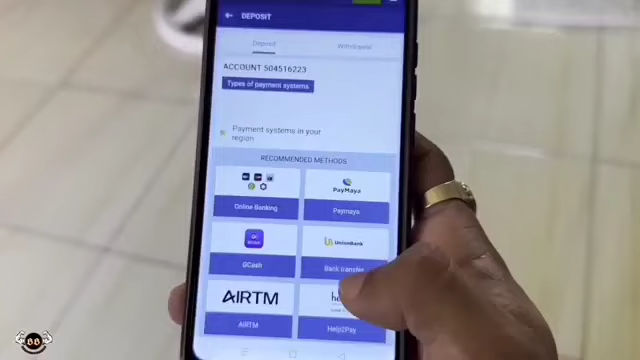 DEPOSIT
Deposit Withdrawal
ACCOUNT 504516223
Types of payment systems
Payment systems in your
region
RECOMMENDED METHODS
PayMaya
Online Banking Paymaya
UnionBank
GCash Bank transfer
AIRTM
AIRTM Help2Pay
BB